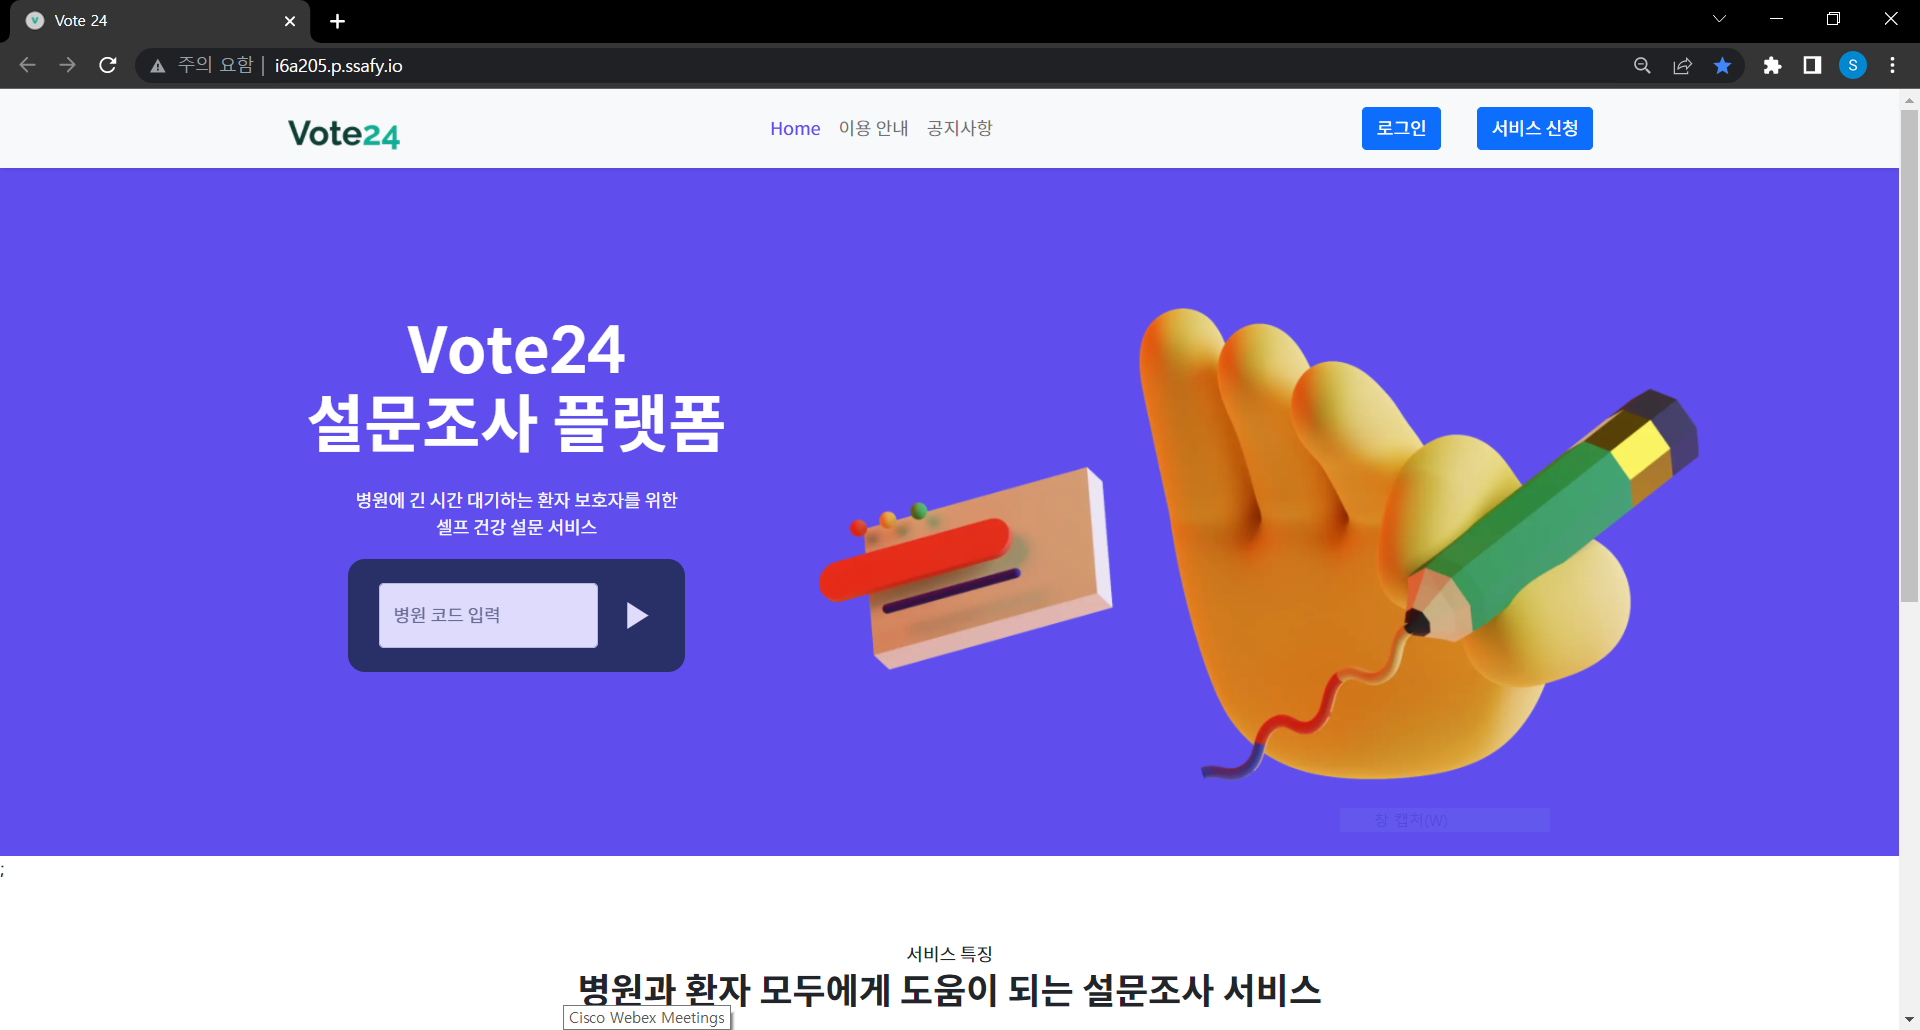 Vote 24
주의 요함
i6a205.p.ssafy.io
S
Vote24
Home
이용 안내
공지사항
로그인
서비스 신청
Vote24
설문조사 플랫폼
병원에 긴 시간 대기하는 환자 보호자를 위한
셀프 건강 설문 서비스
병원 코드 입력
창 캡처(W)
;
서비스 특징
병원과 환자 모두에게 도움이 되는 설문조사 서비스
Cisco Webex Meetings